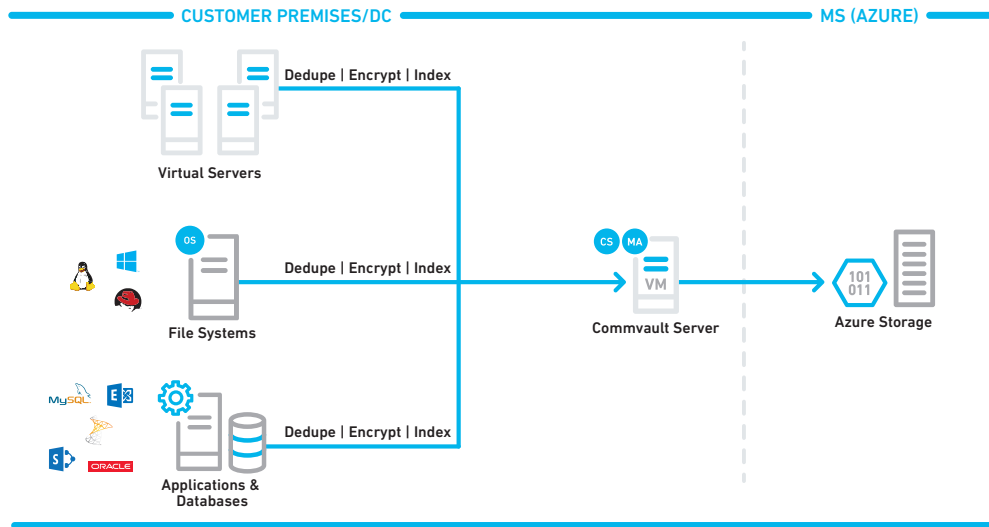 CUSTOMER PREMISES/DC
MS (AZURE)
Dedupe | Encrypt | Index
Virtual Servers
OS
Dedupe | Encrypt | Index
File Systems
CS
MA
VM
Commvault Server
101
011
Azure Storage
MySQL
E
Dedupe | Encrypt | Index
S
ORACLE
Applications &
Databases